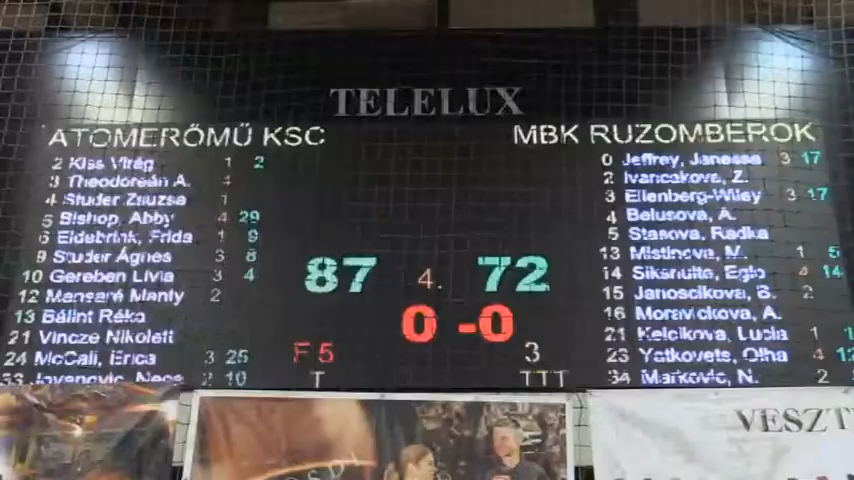 TELELUX
ATOMERŐMŰ KSC
2 Kiss Virág 1 2
3 Theodoreán A. 4
4 Studer Zsuzsa 1
5 Bishop, Abby 4 29
6 Eldebrink, Frida 1 9
9 Studer Ágnes 3 8
10 Gereben Lívia 3 4
12 Mansaré Manty 2
13 Bálint Réka
21 Vincze Nikolett
24 McCall, Erica 3 25
33 2 10
87 4. 72
0 -0
F 5 3
T TTT
MBK RUZOMBEROK
0 Jeffrey, Janessa 3 17
2 Ivancakova, Z.
3 Ellenberg-Wiley 3 17
4 Belusova, A.
5 Stasova, Radka
13 Mistinova, M. 1 5
14 Siksniute, Egle 4 14
15 Janoscikova, B. 2
16 Moravickova, A.
21 Kelcikova, Lucia 1
23 Yatkovets, Olha 4
34 Markovic, N. 2